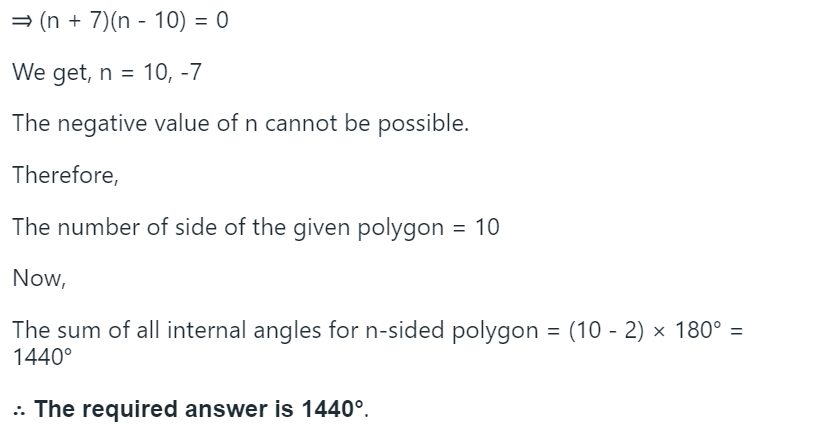 ⇒ (n + 7)(n - 10) = 0
We get, n = 10, -7
The negative value of n cannot be possible.
Therefore,
The number of side of the given polygon = 10
Now,
The sum of all internal angles for n-sided polygon = (10 - 2) × 180° =
1440°
∴ The required answer is 1440°.